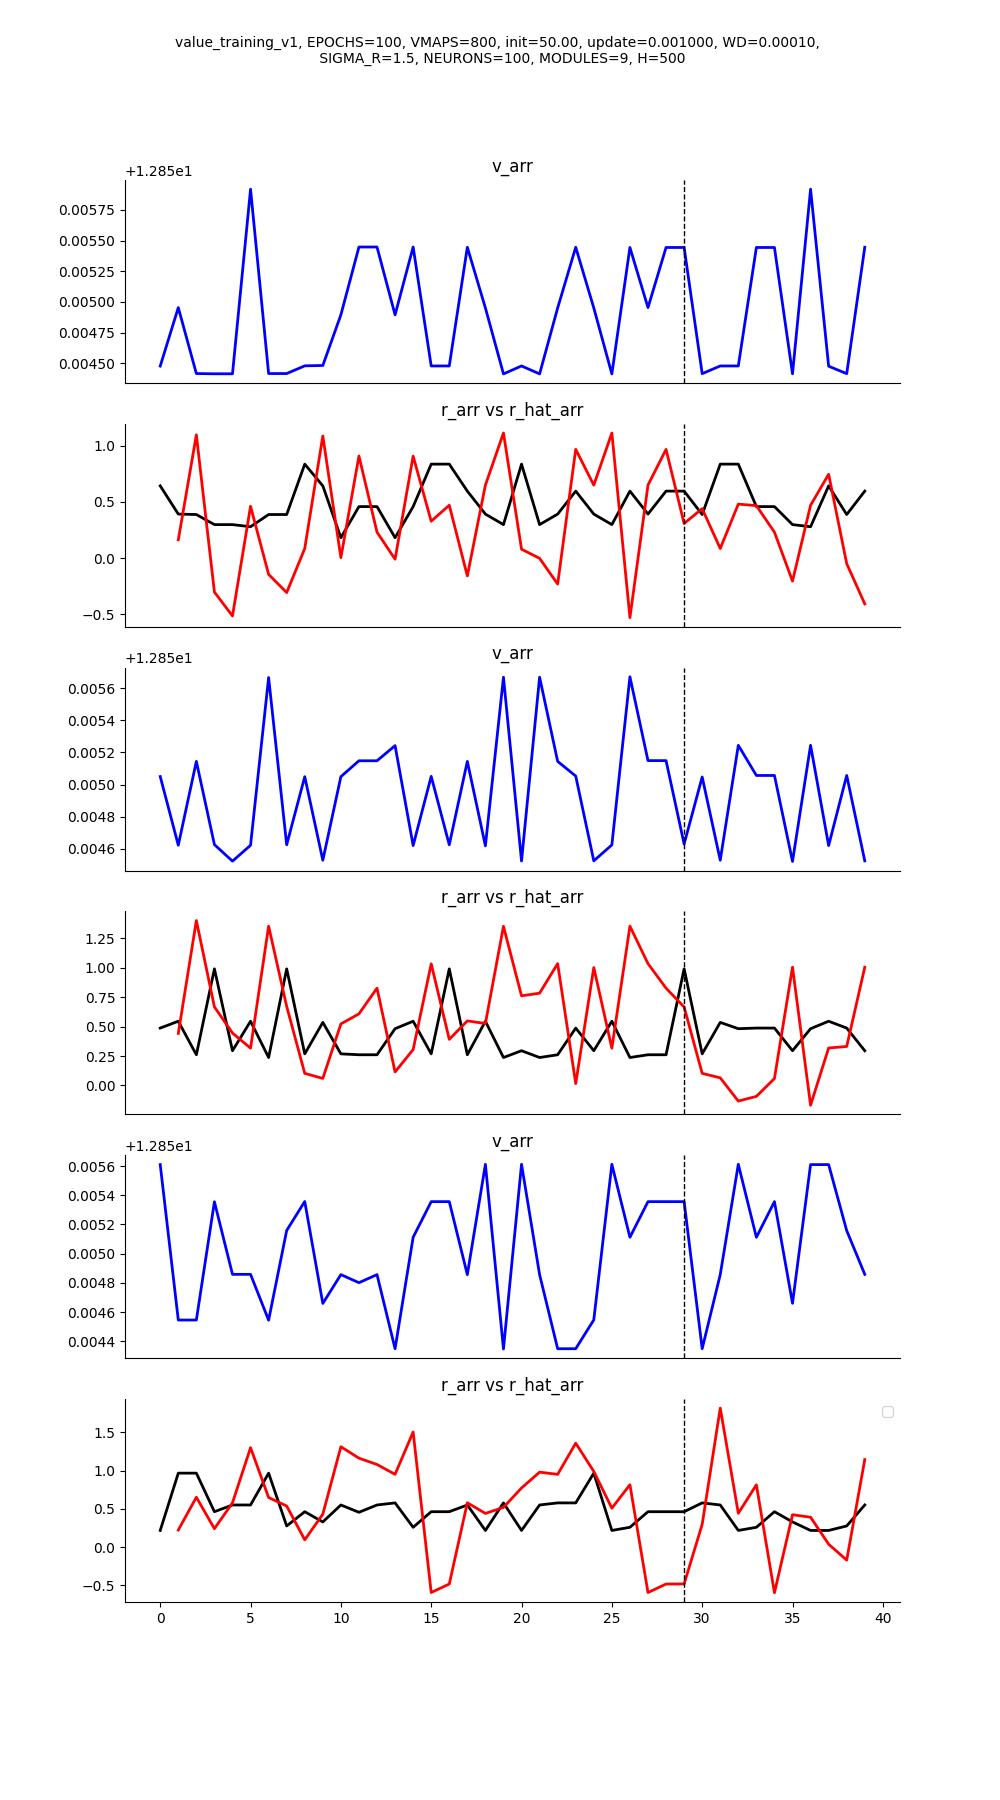 value_training_v1, EPOCHS=100, VMAPS=800, init=50.00, update=0.001000, WD=0.00010,
SIGMA_R=1.5, NEURONS=100, MODULES=9, H=500
v_arr
+1.285e1
0.00575
0.00550
0.00525
0.00500
0.00475
0.00450
r_arr vs r_hat_arr
1.0
0.5
0.0
−0.5
v_arr
+1.285e1
0.0056
0.0054
0.0052
0.0050
0.0048
0.0046
r_arr vs r_hat_arr
1.25
1.00
0.75
0.50
0.25
0.00
v_arr
+1.285e1
0.0056
0.0054
0.0052
0.0050
0.0048
0.0046
0.0044
r_arr vs r_hat_arr
1.5
1.0
0.5
0.0
−0.5
0 5 10 15 20 25 30 35 40